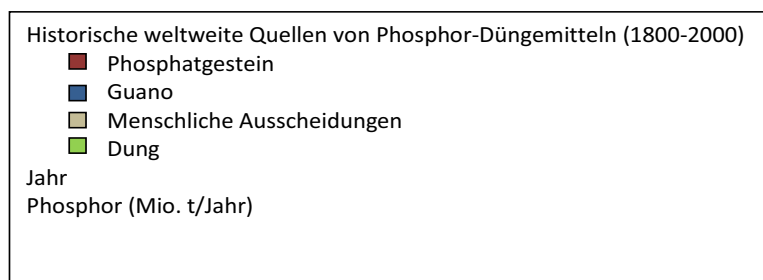 Historische weltweite Quellen von Phosphor-Düngemitteln (1800-2000)
Phosphatgestein
Guano
Menschliche Ausscheidungen
Dung
Jahr
Phosphor (Mio. t/Jahr)